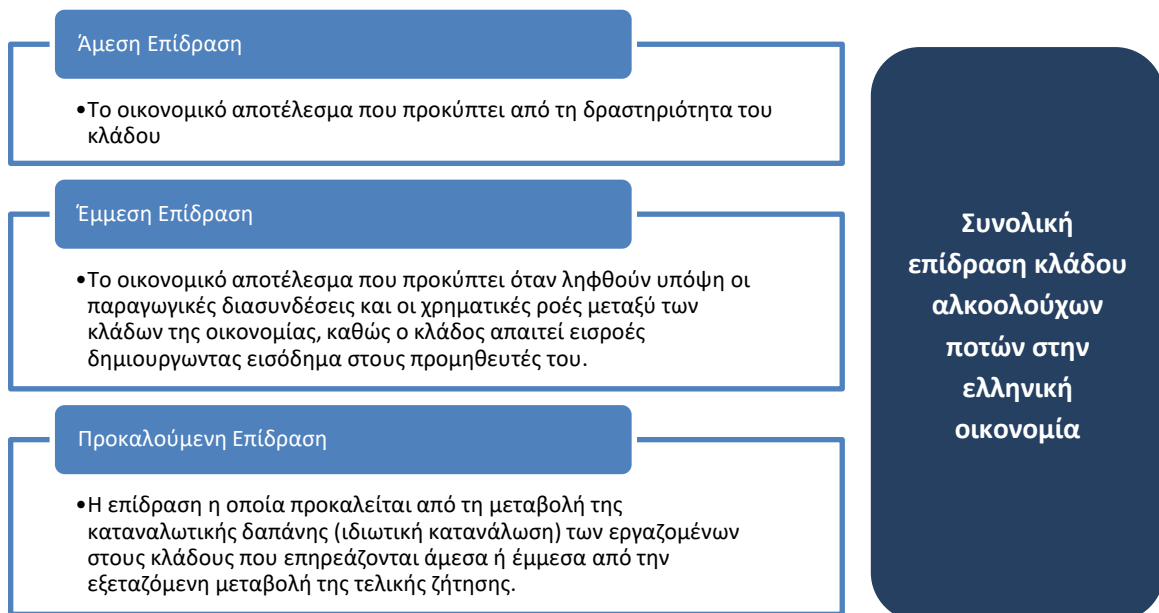 Άμεση Επίδραση
•Το οικονομικό αποτέλεσμα που προκύπτει από τη δραστηριότητα του
κλάδου
Έμμεση Επίδραση
•Το οικονομικό αποτέλεσμα που προκύπτει όταν ληφθούν υπόψη οι
παραγωγικές διασυνδέσεις και οι χρηματικές ροές μεταξύ των
κλάδων της οικονομίας, καθώς ο κλάδος απαιτεί εισροές
δημιουργωντας εισόδημα στους προμηθευτές του.
Προκαλούμενη Επίδραση
•Η επίδραση η οποία προκαλείται από τη μεταβολή της
καταναλωτικής δαπάνης (ιδιωτική κατανάλωση) των εργαζομένων
στους κλάδους που επηρεάζονται άμεσα ή έμμεσα από την
εξεταζόμενη μεταβολή της τελικής ζήτησης.
Συνολική
επίδραση κλάδου
αλκοολούχων
ποτών στην
ελληνική
οικονομία